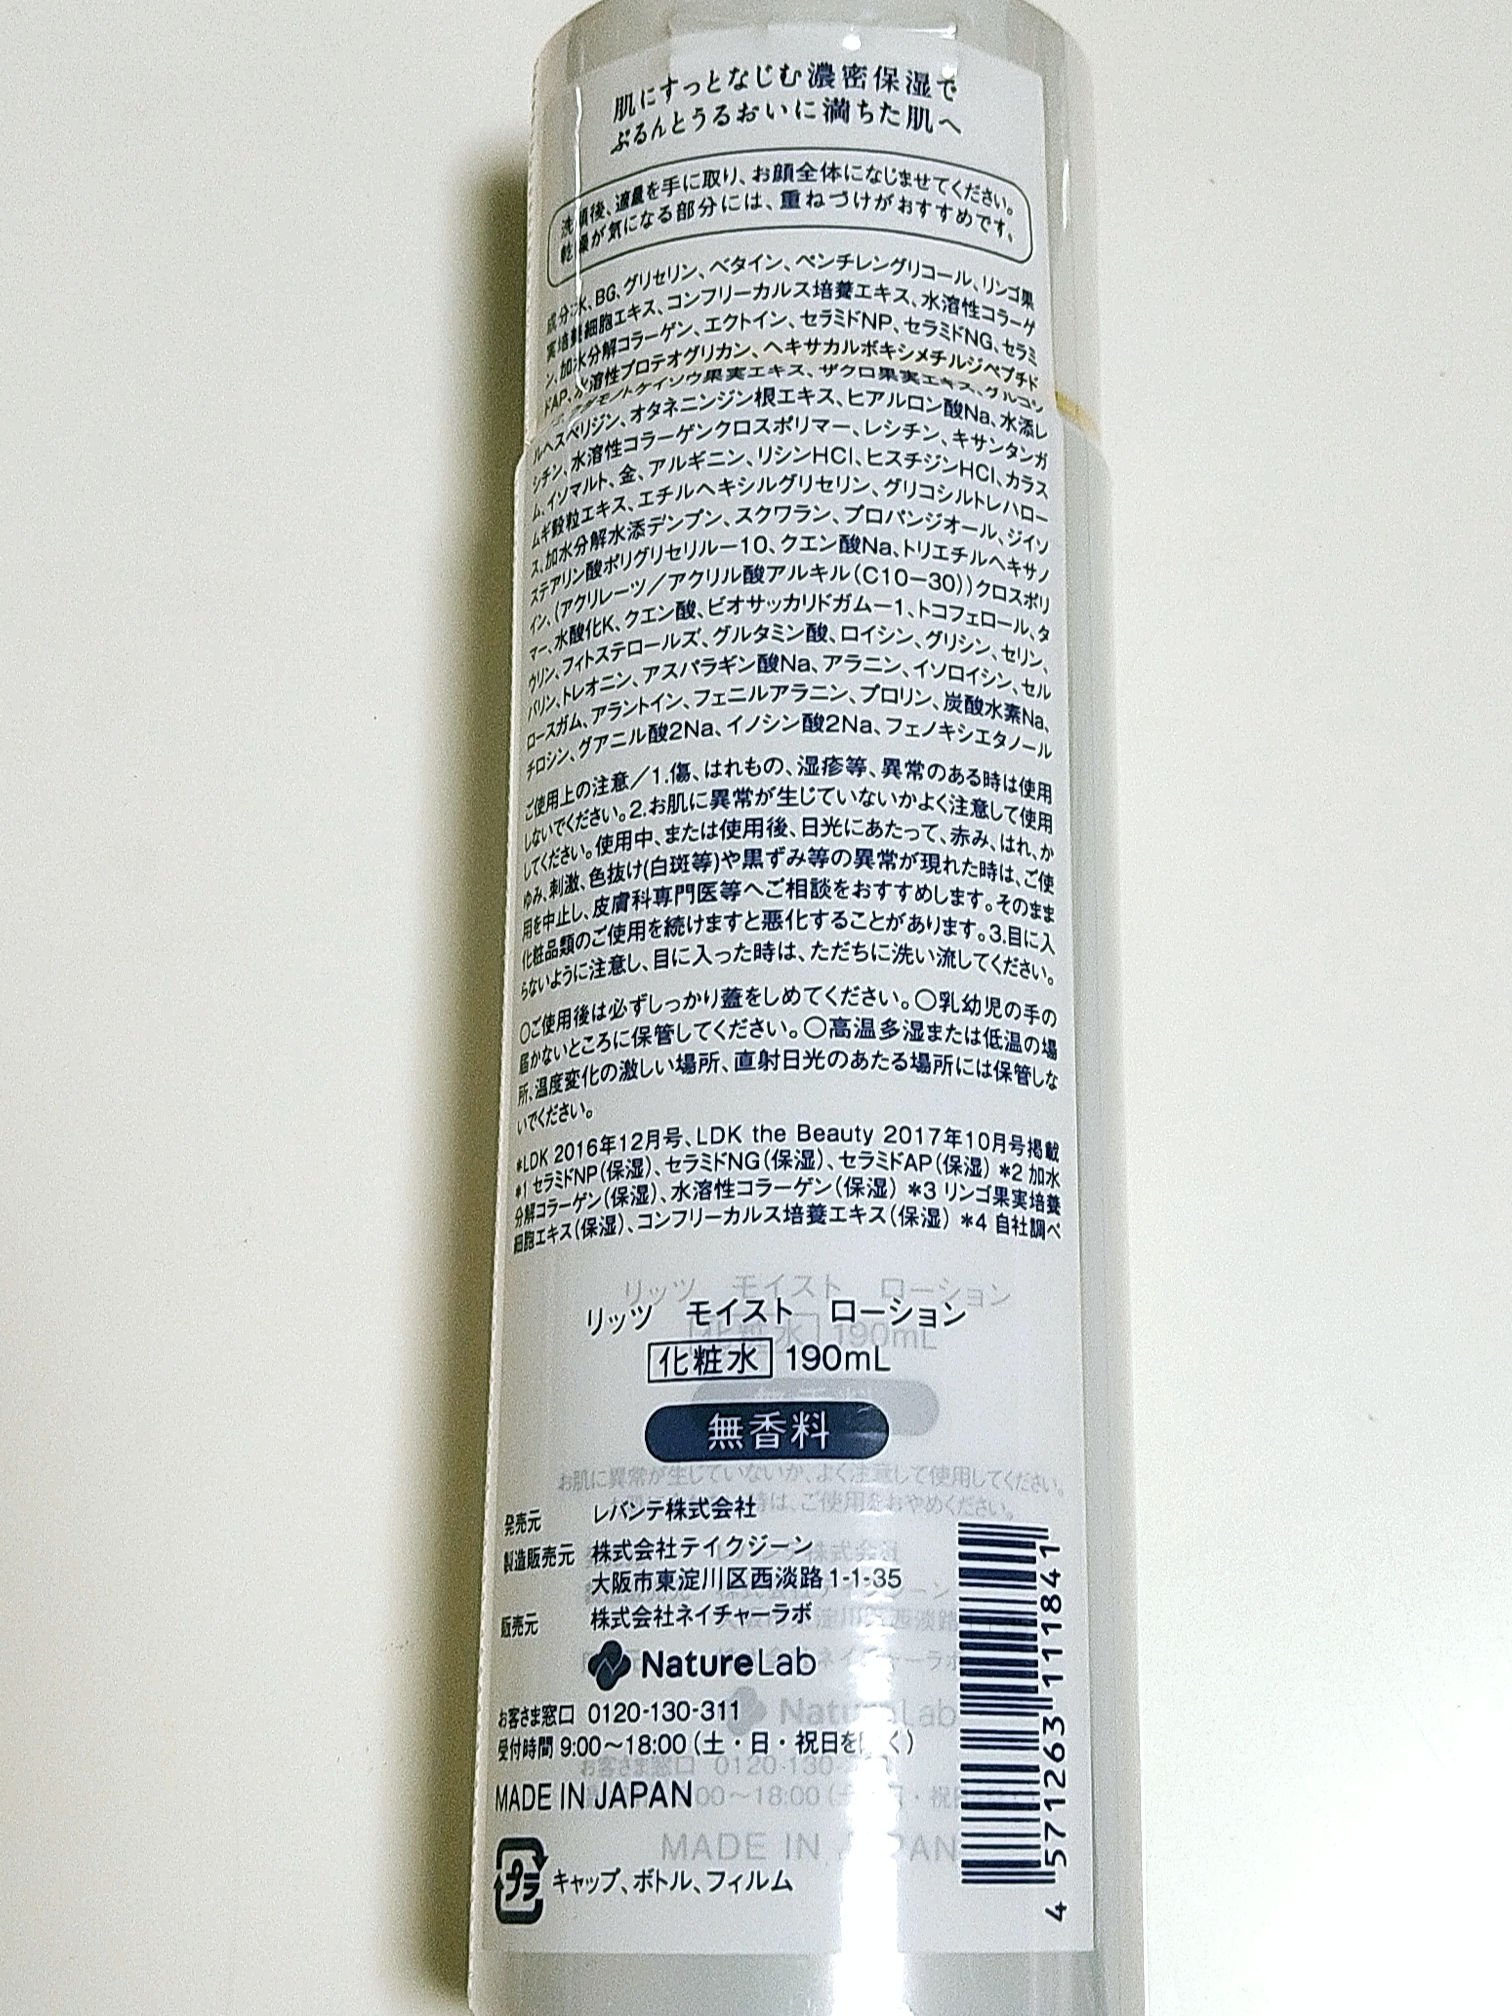 肌にすっとなじむ濃密保湿で
ぷるんとうるおいに満ちた肌へ
洗顔後、適量を手に取り、お顔全体になじませてください。
乾燥が気になる部分には、重ねづけがおすすめです。
成分:水、BG、グリセリン、ベタイン、ペンチレングリコール、リンゴ果
実培養細胞エキス、コンフリーカルス培養エキス、水溶性コラーゲ
ン、加水分解コラーゲン、エクトイン、セラミドNP、セラミドNG、セラミ
ドAP、水溶性プロテオグリカン、ヘキサカルボキシメチルジペプチド
果実エキス、ザクロ果実エキス、グルコシ
ルヘスペリジン、オタネニンジン根エキス、ヒアルロン酸Na、水添レ
シチン、水溶性コラーゲンクロスポリマー、レシチン、キサンタンガ
ム、イソマルト、金、アルギニン、リシンHCl、ヒスチジンHCl、カラス
ムギ穀粒エキス、エチルヘキシルグリセリン、グリコシルトレハロー
ス、加水分解水添デンプン、スクワラン、プロパンジオール、ジイソ
ステアリン酸ポリグリセリル－10、クエン酸Na、トリエチルヘキサノ
イン、(アクリレーツ／アクリル酸アルキル(C10－30))クロスポリ
マー、水酸化K、クエン酸、ビオサッカリドガム－1、トコフェロール、タ
ウリン、フィトステロールズ、グルタミン酸、ロイシン、グリシン、セリン、
バリン、トレオニン、アスパラギン酸Na、アラニン、イソロイシン、セル
ロースガム、アラントイン、フェニルアラニン、プロリン、炭酸水素Na、
チロシン、グアニル酸2Na、イノシン酸2Na、フェノキシエタノール
ご使用上の注意／1.傷、はれもの、湿疹等、異常のある時は使用
しないでください。2.お肌に異常が生じていないかよく注意して使用
してください。使用中、または使用後、日光にあたって、赤み、はれ、か
ゆみ、刺激、色抜け(白斑等)や黒ずみ等の異常が現れた時は、ご使
用を中止し、皮膚科専門医等へご相談をおすすめします。そのまま
化粧品類のご使用を続けますと悪化することがあります。3.目に入
らないように注意し、目に入った時は、ただちに洗い流してください。
○ご使用後は必ずしっかり蓋をしめてください。○乳幼児の手の
届かないところに保管してください。○高温多湿または低温の場
所、温度変化の激しい場所、直射日光のあたる場所には保管しな
いでください。
*LDK 2016年12月号、LDK the Beauty 2017年10月号掲載
*1 セラミドNP(保湿)、セラミドNG(保湿)、セラミドAP(保湿) *2 加水
分解コラーゲン(保湿)、水溶性コラーゲン(保湿) *3 リンゴ果実培養
細胞エキス(保湿)、コンフリーカルス培養エキス(保湿) *4 自社調べ
リッツ モイスト ローション
化粧水 190mL
無香料
発売元 レバンテ株式会社
製造販売元 株式会社テイクジーン
大阪市東淀川区西淡路1-1-35
販売元 株式会社ネイチャーラボ
NatureLab
お客さま窓口 0120-130-311
受付時間 9:00～18:00(土・日・祝日を除く)
MADE IN JAPAN
プラ キャップ、ボトル、フィルム
4 571263 111841